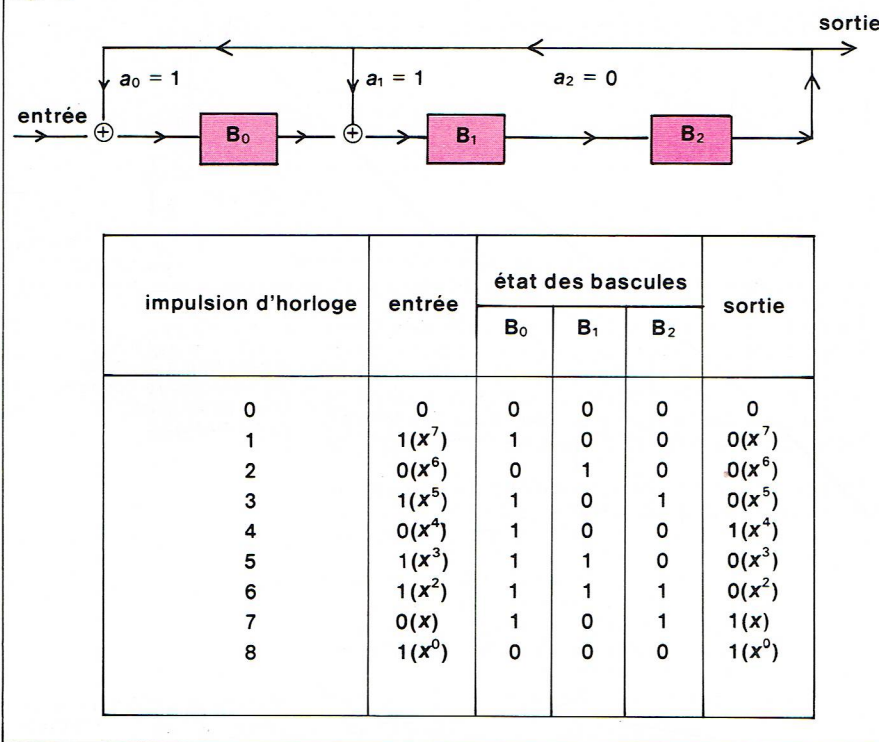 sortie
a₀ = 1 a₁ = 1 a₂ = 0
entrée
⊕ B₀ ⊕ B₁ B₂
impulsion d'horloge entrée état des bascules sortie
B₀ B₁ B₂
0 0 0 0 0 0
1 1(x⁷) 1 0 0 0(x⁷)
2 0(x⁶) 0 1 0 0(x⁶)
3 1(x⁵) 1 0 1 0(x⁵)
4 0(x⁴) 1 0 0 1(x⁴)
5 1(x³) 1 1 0 0(x³)
6 1(x²) 1 1 1 0(x²)
7 0(x) 1 0 1 1(x)
8 1(x⁰) 0 0 0 1(x⁰)